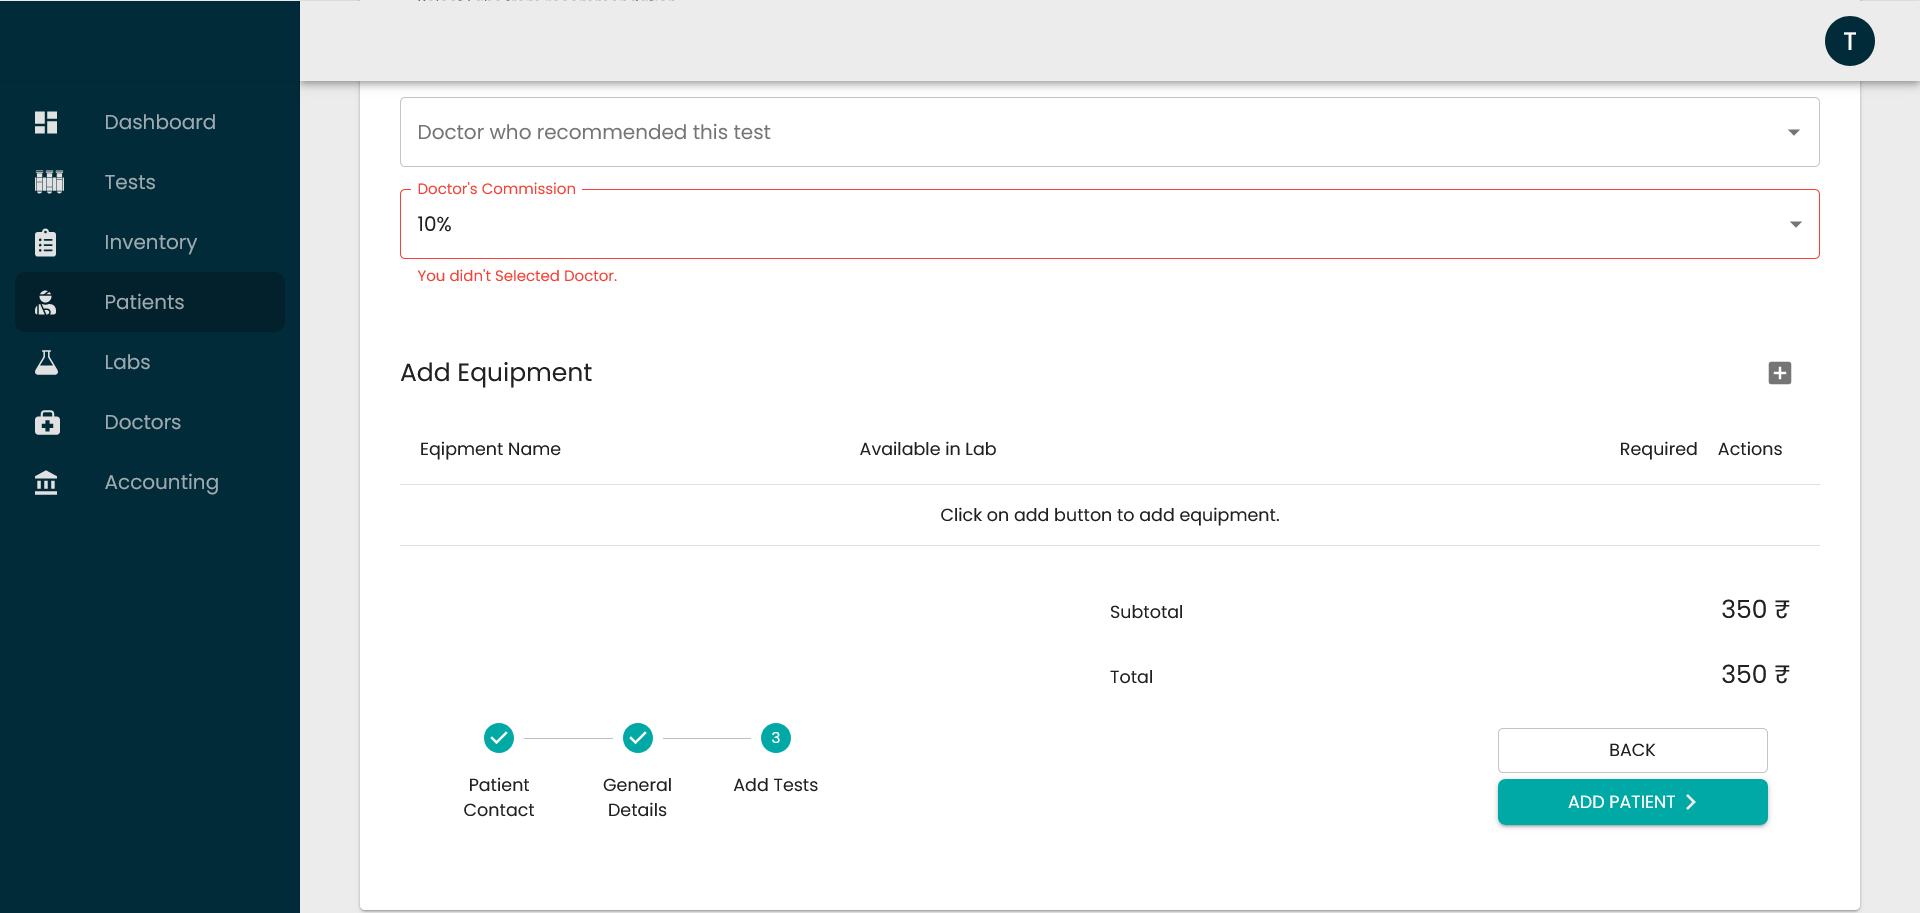 T
Dashboard
Tests
Inventory
Patients
Labs
Doctors
Accounting
Doctor who recommended this test
Doctor's Commission
10%
You didn't Selected Doctor.
Add Equipment
Eqipment Name Available in Lab Required Actions
Click on add button to add equipment.
Subtotal 350 ₹
Total 350 ₹
3
Patient
Contact
General
Details
Add Tests
BACK
ADD PATIENT